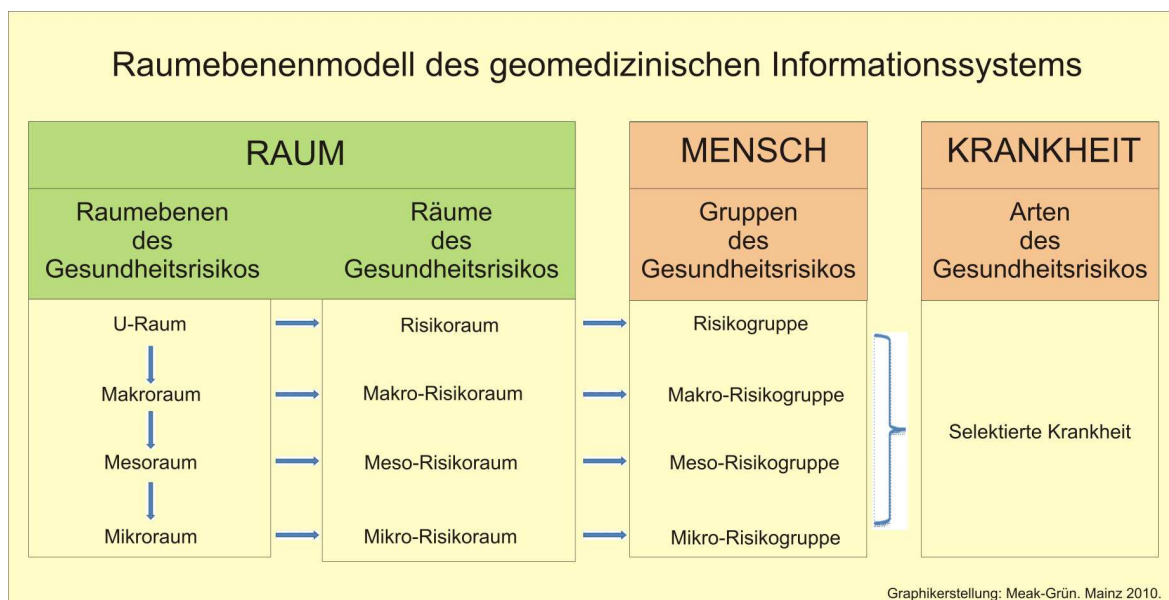 Raumebenenmodell des geomedizinischen Informationssystems
RAUM
MENSCH
KRANKHEIT
Raumebenen
des
Gesundheitsrisikos
Räume
des
Gesundheitsrisikos
Gruppen
des
Gesundheitsrisikos
Arten
des
Gesundheitsrisikos
U-Raum
Risikoraum
Risikogruppe
Makroraum
Makro-Risikoraum
Makro-Risikogruppe
Mesoraum
Meso-Risikoraum
Meso-Risikogruppe
Mikroraum
Mikro-Risikoraum
Mikro-Risikogruppe
Selektierte Krankheit
Graphikerstellung: Meak-Grün. Mainz 2010.